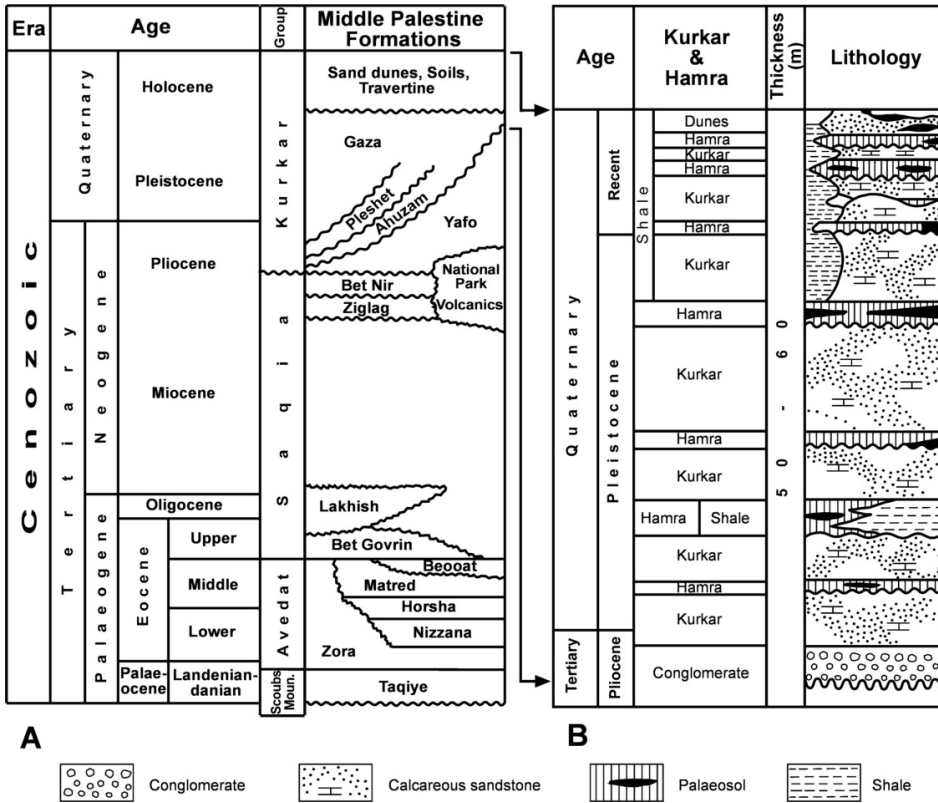 Era
Age
Group
Middle Palestine
Formations
Cenozoic
Quaternary
Holocene
Pleistocene
Tertiary
Neogene
Pliocene
Miocene
Palaeogene
Oligocene
Eocene
Upper
Middle
Lower
Palae-
ocene
Landenian-
danian
Kurkar
Saqia
Avedat
Scoubs
Moun.
Sand dunes, Soils,
Travertine
Gaza
Pleshet
Ahuzam
Yafo
Bet Nir
Ziglag
National
Park
Volcanics
Lakhish
Bet Govrin
Beooat
Matred
Horsha
Nizzana
Zora
Taqiye
A
Age
Kurkar
&
Hamra
Thickness
(m)
Lithology
Quaternary
Recent
Pleistocene
Tertiary
Pliocene
Shale
Dunes
Hamra
Kurkar
Hamra
Kurkar
Hamra
Kurkar
Hamra
Kurkar
Hamra
Kurkar
Hamra
Shale
Kurkar
Hamra
Kurkar
Conglomerate
50-60
B
Conglomerate
Calcareous sandstone
Palaeosol
Shale